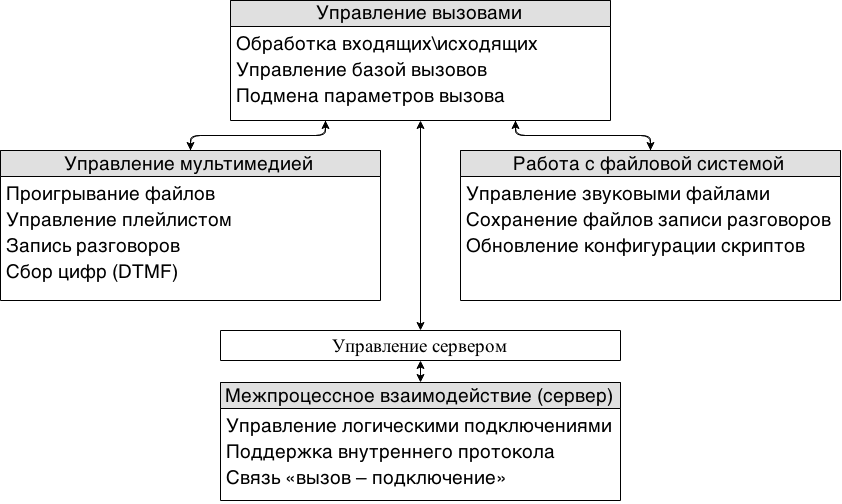 Управление вызовами
Обработка входящих\исходящих
Управление базой вызовов
Подмена параметров вызова
Управление мультимедией
Проигрывание файлов
Управление плейлистом
Запись разговоров
Сбор цифр (DTMF)
Работа с файловой системой
Управление звуковыми файлами
Сохранение файлов записи разговоров
Обновление конфигурации скриптов
Управление сервером
Межпроцессное взаимодействие (сервер)
Управление логическими подключениями
Поддержка внутреннего протокола
Связь «вызов – подключение»